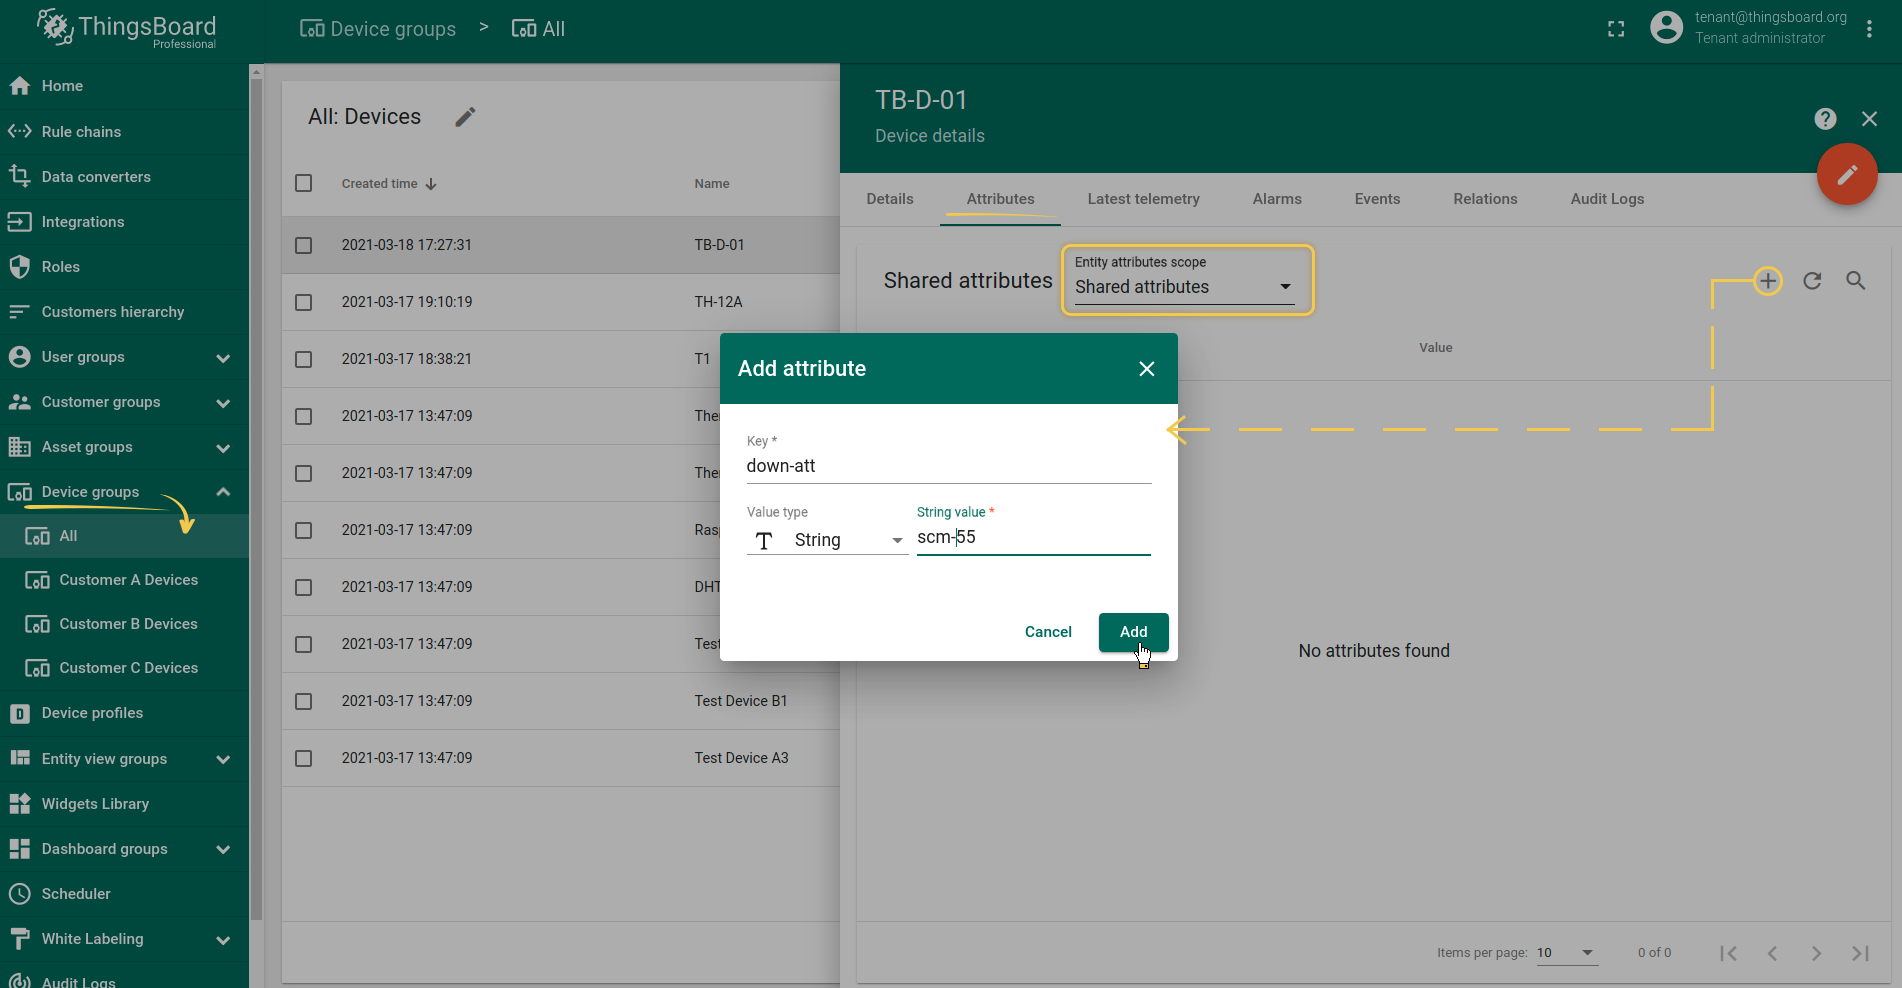 ThingsBoard
Professional
Device groups > All
tenant@thingsboard.org
Tenant administrator
Home
Rule chains
Data converters
Integrations
Roles
Customers hierarchy
User groups
Customer groups
Asset groups
Device groups
All
Customer A Devices
Customer B Devices
Customer C Devices
Device profiles
Entity view groups
Widgets Library
Dashboard groups
Scheduler
White Labeling
Audit Logs
All: Devices
Created time Name
2021-03-18 17:27:31 TB-D-01
2021-03-17 19:10:19 TH-12A
2021-03-17 18:38:21 T1
2021-03-17 13:47:09 The
2021-03-17 13:47:09 The
2021-03-17 13:47:09 Rasp
2021-03-17 13:47:09 DHT
2021-03-17 13:47:09 Test
2021-03-17 13:47:09 Test Device B1
2021-03-17 13:47:09 Test Device A3
TB-D-01
Device details
Details Attributes Latest telemetry Alarms Events Relations Audit Logs
Shared attributes
Entity attributes scope
Shared attributes
Value
No attributes found
Items per page: 10 0 of 0
Add attribute
Key *
down-att
Value type
String
String value *
scm-55
Cancel Add